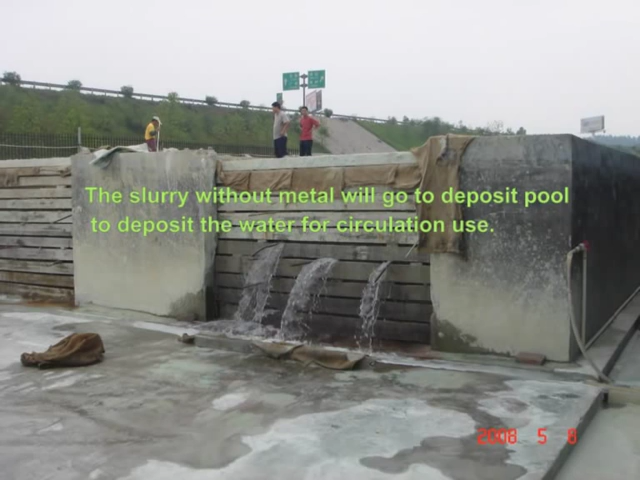 The slurry without metal will go to deposit pool
to deposit the water for circulation use.
2008 5 8